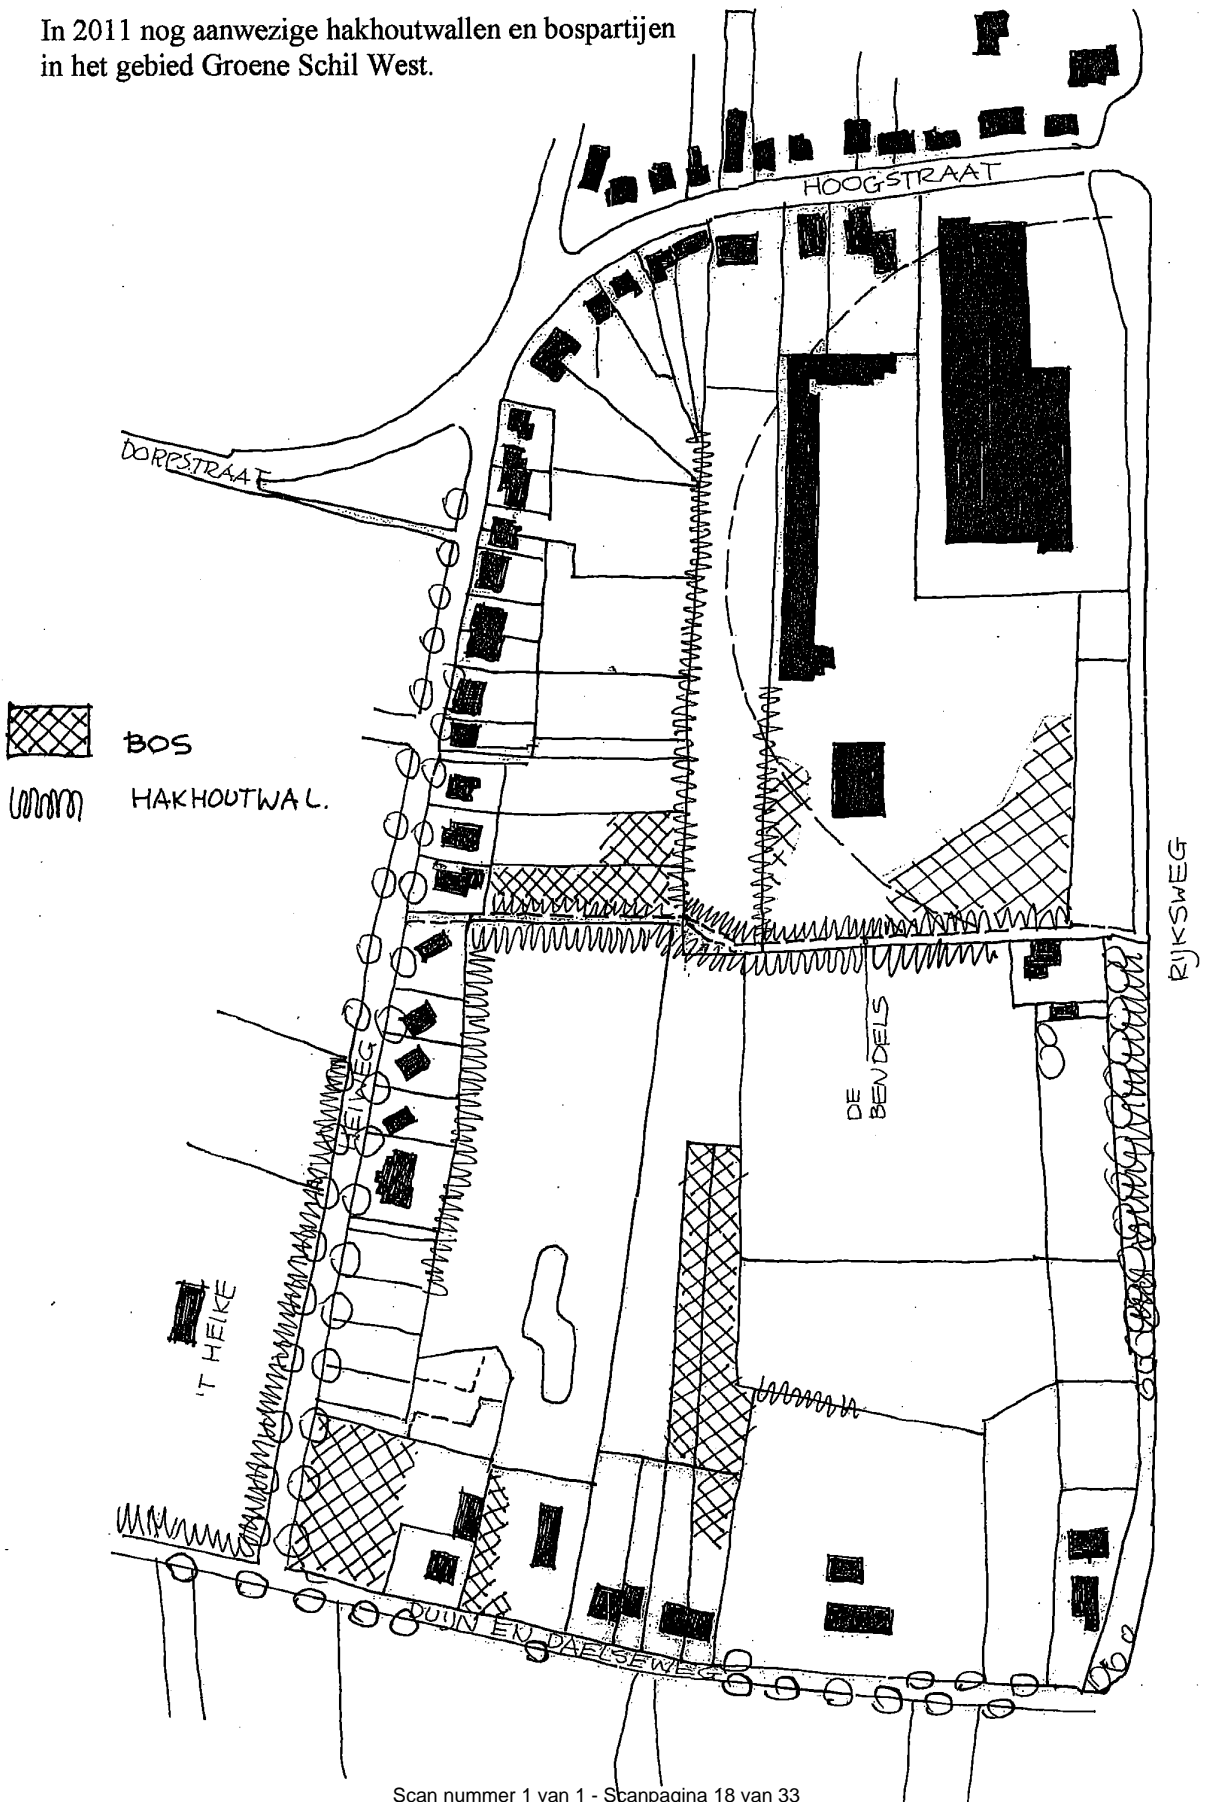 In 2011 nog aanwezige hakhoutwallen en bospartijen
in het gebied Groene Schil West.
HOOGSTRAAT
DORPSTRAAT
BOS
HAKHOUTWAL.
RIJKSWEG
DE
BENDELS
HEIWEG
'T HEIKE
DUIJN EN DAELSEWEG
Scan nummer 1 van 1 - Scanpagina 18 van 33